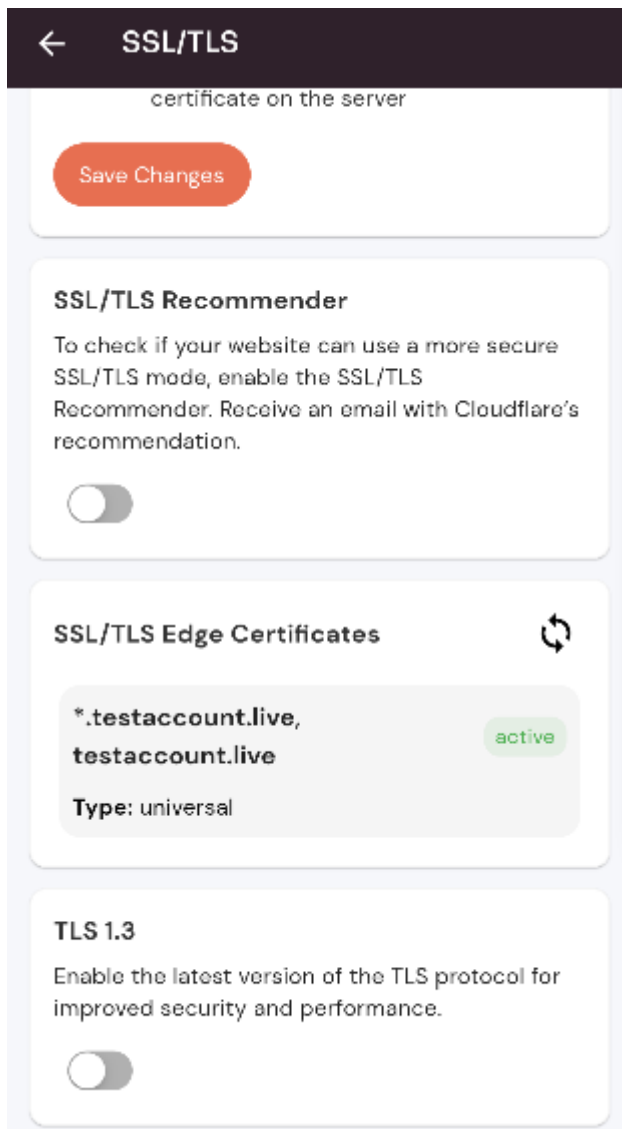 SSL/TLS
certificate on the server
Save Changes
SSL/TLS Recommender
To check if your website can use a more secure
SSL/TLS mode, enable the SSL/TLS
Recommender. Receive an email with Cloudflare's
recommendation.
SSL/TLS Edge Certificates
*.testaccount.live,
testaccount.live
active
Type: universal
TLS 1.3
Enable the latest version of the TLS protocol for
improved security and performance.